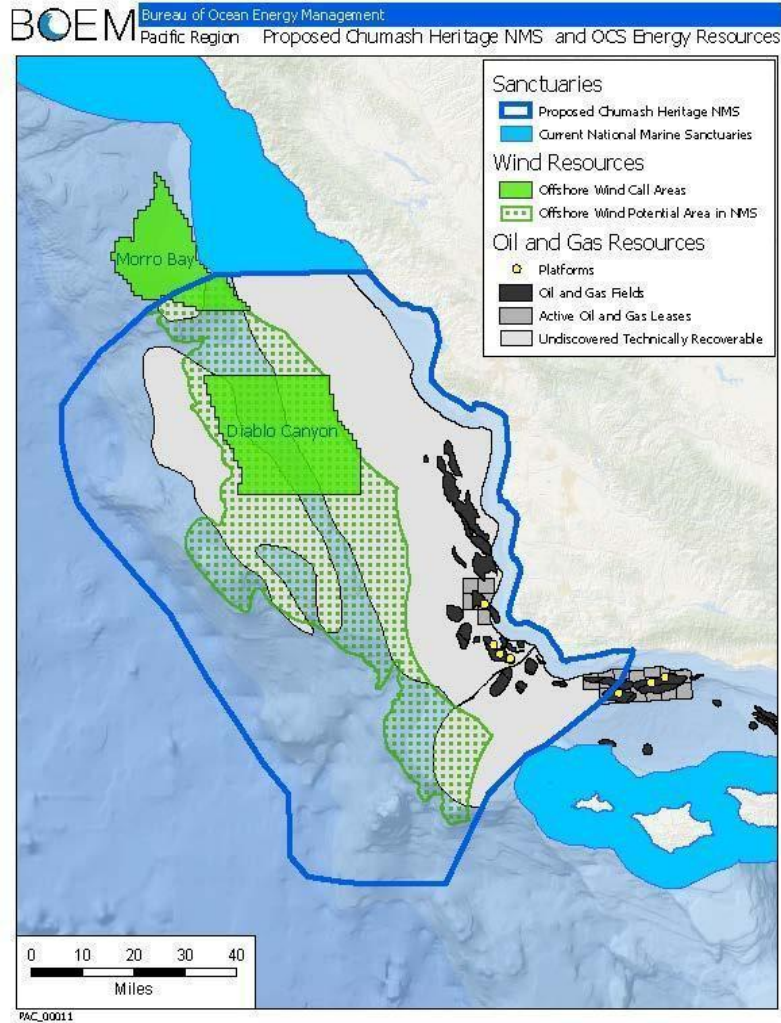 BOEM
Bureau of Ocean Energy Management
Pacific Region Proposed Chumash Heritage NMS and OCS Energy Resources
Sanctuaries
Proposed Chumash Heritage NMS
Current National Marine Sanctuaries
Wind Resources
Offshore Wind Call Areas
Offshore Wind Potential Area in NMS
Oil and Gas Resources
Platforms
Oil and Gas Fields
Active Oil and Gas Leases
Undiscovered Technically Recoverable
Morro Bay
Diablo Canyon
0 10 20 30 40
Miles
PAC_00011